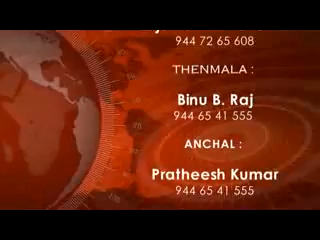 944 72 65 608
THENMALA :
Binu B. Raj
944 65 41 555
ANCHAL :
Pratheesh Kumar
944 65 41 555